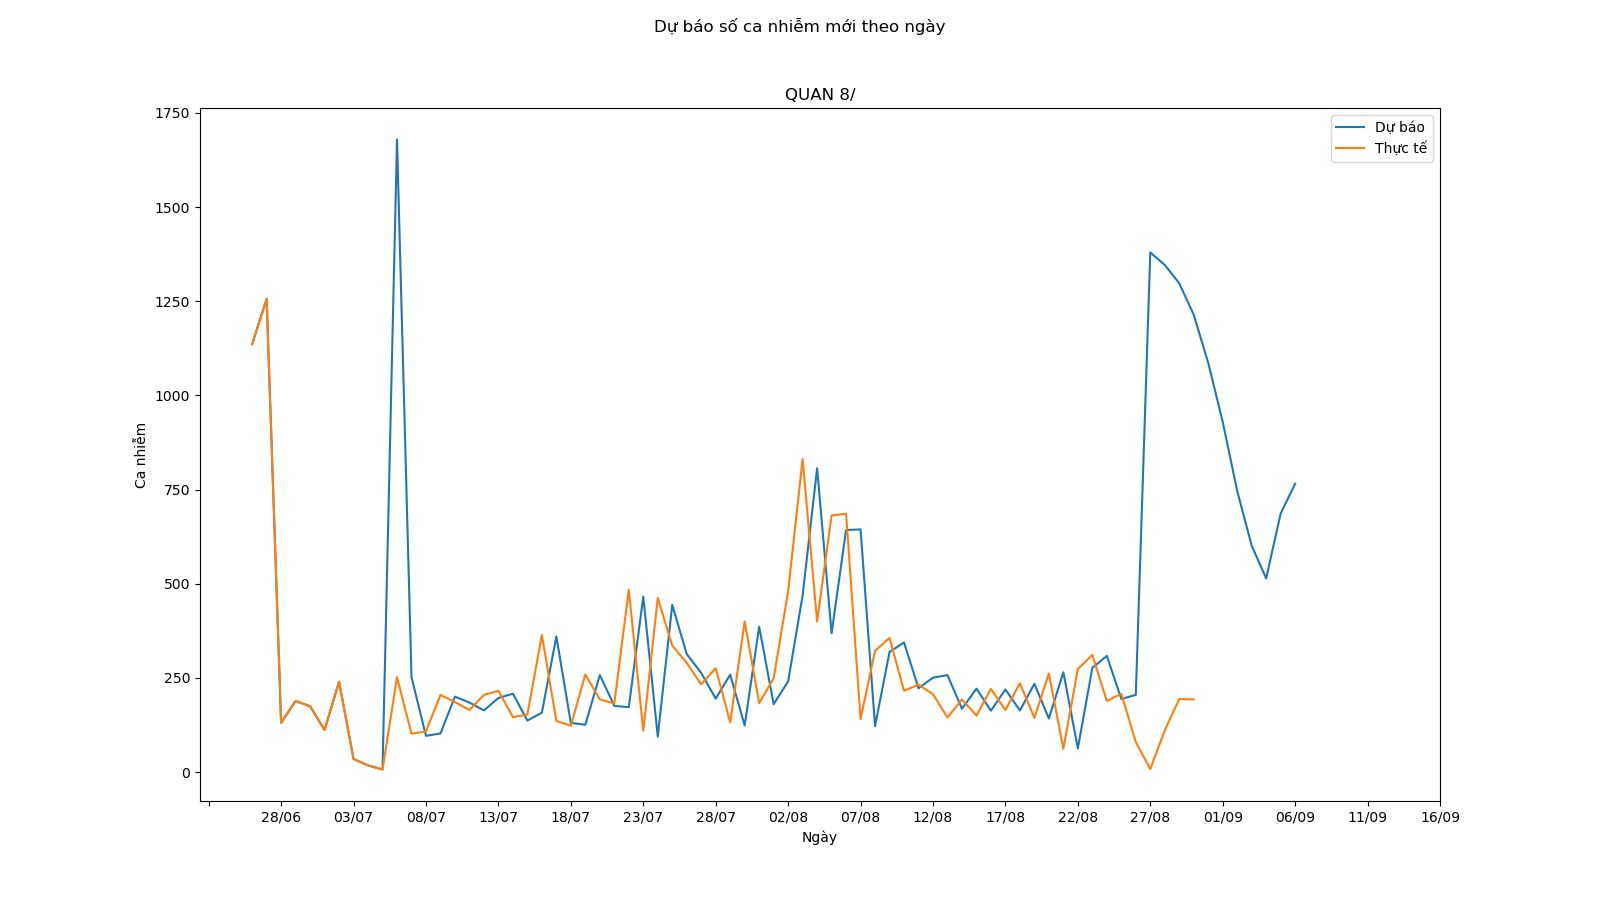 Dự báo số ca nhiễm mới theo ngày
QUAN 8/
Dự báo
Thực tế
1750
1500
1250
1000
750
500
250
0
Ca nhiễm
28/06 03/07 08/07 13/07 18/07 23/07 28/07 02/08 07/08 12/08 17/08 22/08 27/08 01/09 06/09 11/09 16/09
Ngày